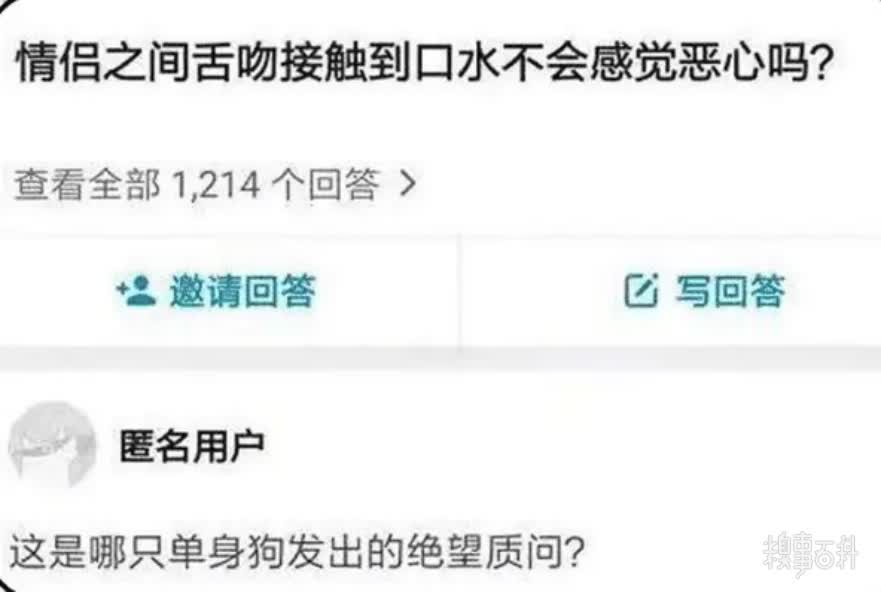 情侣之间舌吻接触到口水不会感觉恶心吗?
查看全部 1,214 个回答 >
邀请回答
写回答
匿名用户
这是哪只单身狗发出的绝望质问?
糗事百科